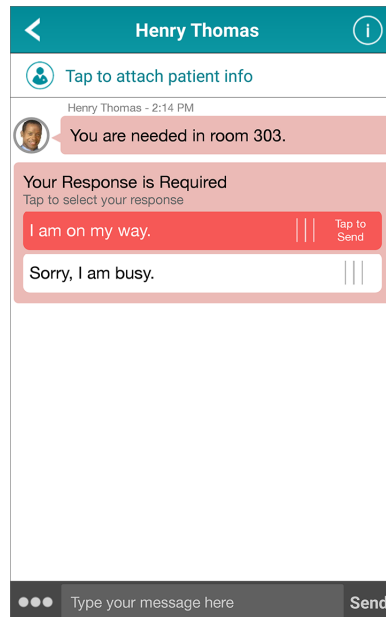 Henry Thomas
Tap to attach patient info
Henry Thomas - 2:14 PM
You are needed in room 303.
Your Response is Required
Tap to select your response
I am on my way.
Tap to
Send
Sorry, I am busy.
Type your message here
Send